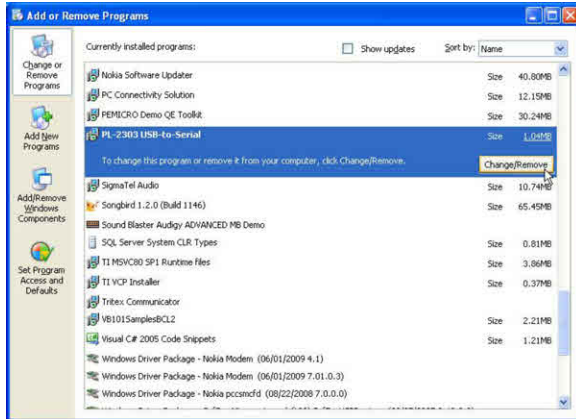 Add or Remove Programs
Change or
Remove
Programs
Add New
Programs
Add/Remove
Windows
Components
Set Program
Access and
Defaults
Currently installed programs:
Show updates
Sort by: Name
Nokia Software Updater Size 40.80MB
PC Connectivity Solution Size 12.15MB
PEMICRO Demo QE Toolkit Size 30.24MB
PL-2303 USB-to-Serial Size 1.04MB
To change this program or remove it from your computer, click Change/Remove.
Change/Remove
SigmaTel Audio Size 10.74MB
Songbird 1.2.0 (Build 1146) Size 65.45MB
Sound Blaster Audigy ADVANCED MB Demo
SQL Server System CLR Types Size 0.81MB
TI MSVC80 SP1 Runtime files Size 3.86MB
TI VCP Installer Size 0.37MB
Tritex Communicator
VB101SamplesBCL2 Size 2.21MB
Visual C# 2005 Code Snippets Size 1.21MB
Windows Driver Package - Nokia Modem (06/01/2009 4.1)
Windows Driver Package - Nokia Modem (06/01/2009 7.01.0.3)
Windows Driver Package - Nokia pccsmcfd (08/22/2008 7.0.0.0)